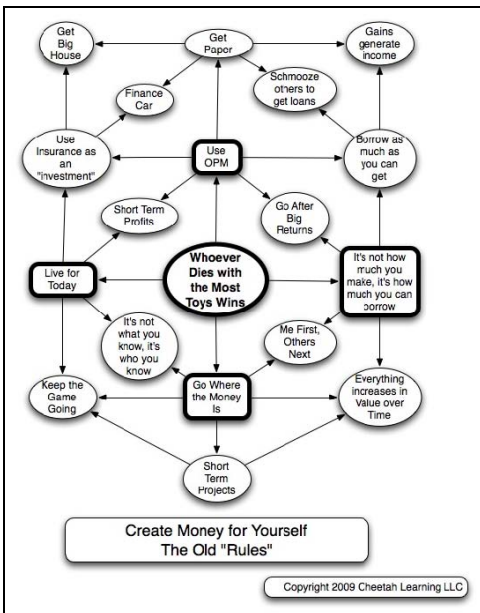 Get
Big
House
Get
Paper
Gains
generate
income
Finance
Car
Schmooze
others to
get loans
Use
Insurance as
an
"investment"
Use
OPM
Borrow as
much as
you can
get
Short Term
Profits
Go After
Big
Returns
Live for
Today
Whoever
Dies with
the Most
Toys Wins
It's not how
much you
make, it's how
much you can
borrow
It's not
what you
know, it's
who you
know
Me First,
Others
Next
Keep the
Game
Going
Go Where
the Money
Is
Everything
increases in
Value over
Time
Short
Term
Projects
Create Money for Yourself
The Old "Rules"
Copyright 2009 Cheetah Learning LLC